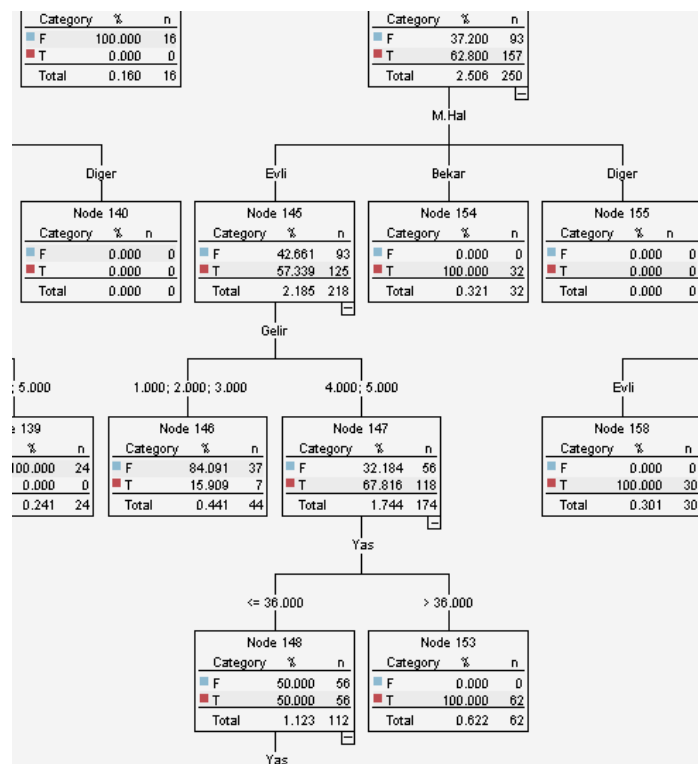 Category % n
F 100.000 16
T 0.000 0
Total 0.160 16
Category % n
F 37.200 93
T 62.800 157
Total 2.506 250
M.Hal
Diger
Evli
Bekar
Diger
Node 140
Category % n
F 0.000 0
T 0.000 0
Total 0.000 0
Node 145
Category % n
F 42.661 93
T 57.339 125
Total 2.185 218
Node 154
Category % n
F 0.000 0
T 100.000 32
Total 0.321 32
Node 155
Category % n
F 0.000 0
T 0.000 0
Total 0.000 0
Gelir
; 5.000
1.000; 2.000; 3.000
4.000; 5.000
Evli
139
% n
100.000 24
0.000 0
0.241 24
Node 146
Category % n
F 84.091 37
T 15.909 7
Total 0.441 44
Node 147
Category % n
F 32.184 56
T 67.816 118
Total 1.744 174
Node 158
Category % n
F 0.000 0
T 100.000 30
Total 0.301 30
Yas
<= 36.000
> 36.000
Node 148
Category % n
F 50.000 56
T 50.000 56
Total 1.123 112
Node 153
Category % n
F 0.000 0
T 100.000 62
Total 0.622 62
Yas